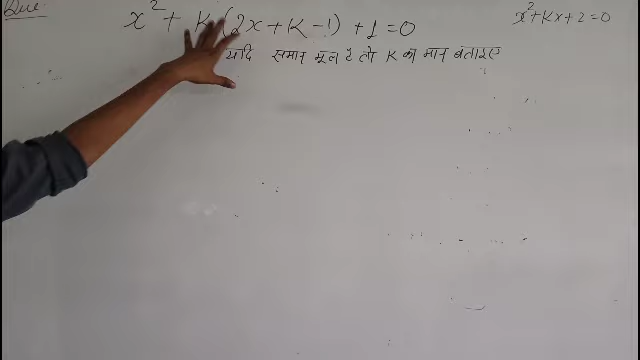 Que:
x² + K(2x + K - 1) + 1 = 0
x² + Kx + 2 = 0
यदि समान मूल है तो K का मान बताइए